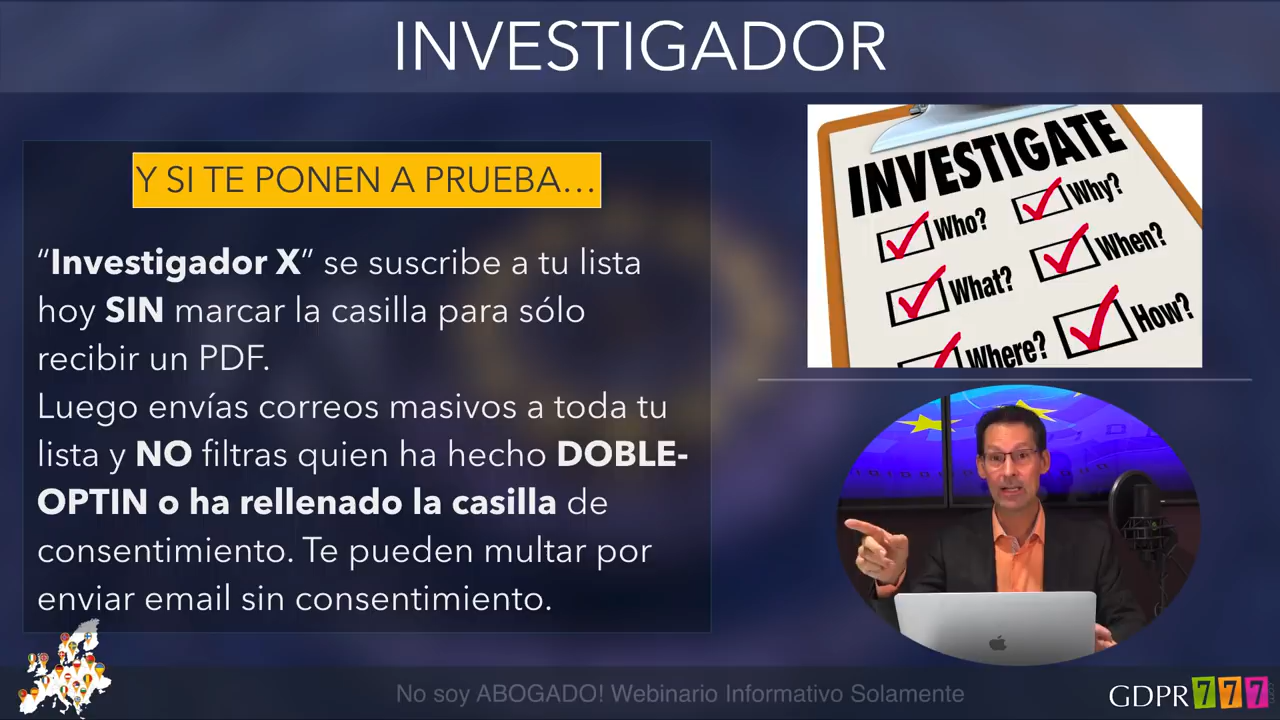 INVESTIGADOR
Y SI TE PONEN A PRUEBA...
“Investigador X” se suscribe a tu lista
hoy SIN marcar la casilla para sólo
recibir un PDF.
Luego envías correos masivos a toda tu
lista y NO filtras quien ha hecho DOBLE-
OPTIN o ha rellenado la casilla de
consentimiento. Te pueden multar por
enviar email sin consentimiento.
INVESTIGATE
Who? Why?
What? When?
Where? How?
No soy ABOGADO! Webinario Informativo Solamente
GDPR777